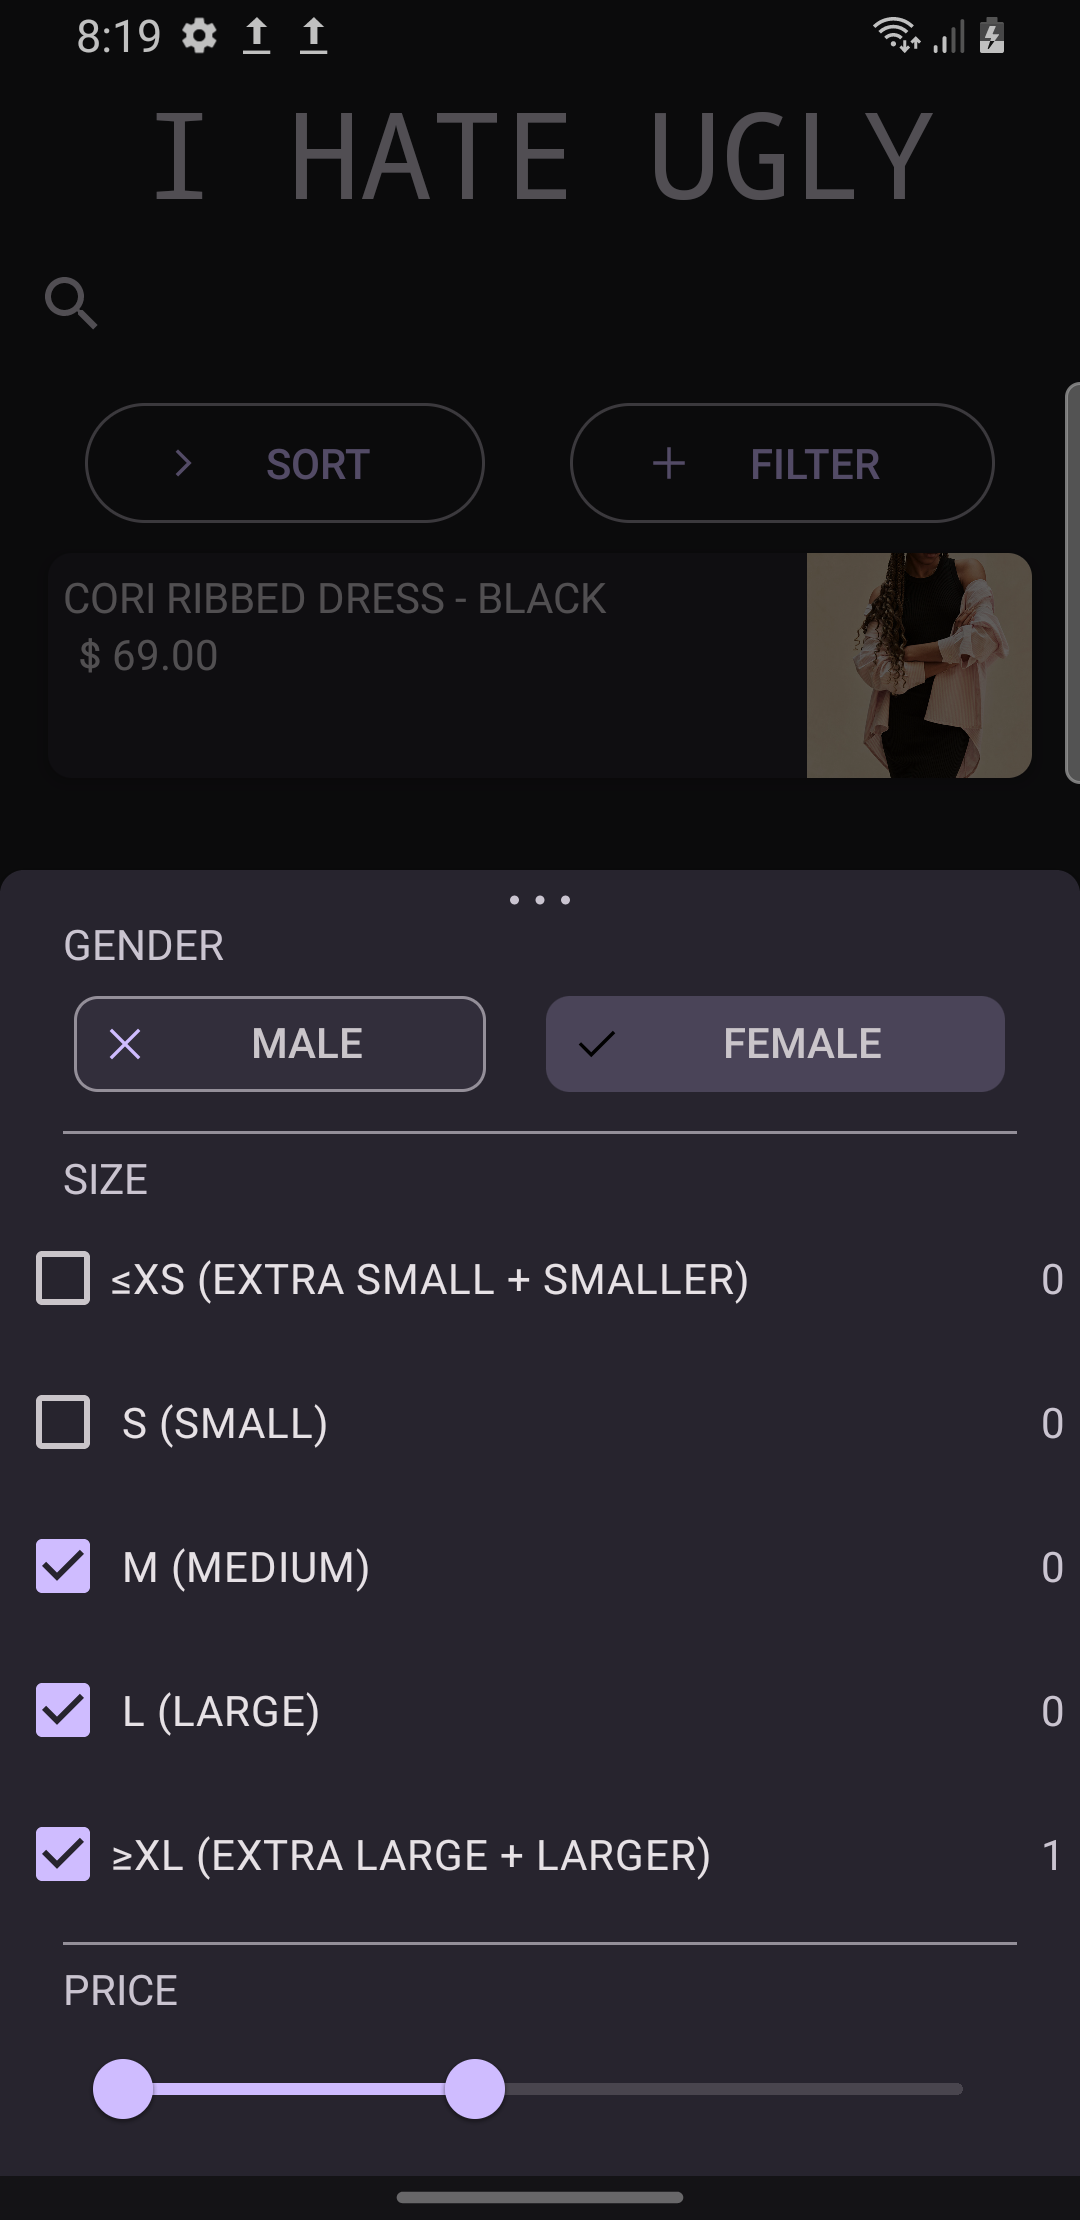 8:19
I HATE UGLY
SORT
FILTER
CORI RIBBED DRESS - BLACK
$ 69.00
GENDER
MALE
FEMALE
SIZE
≤XS (EXTRA SMALL + SMALLER) 0
S (SMALL) 0
M (MEDIUM) 0
L (LARGE) 0
≥XL (EXTRA LARGE + LARGER) 1
PRICE